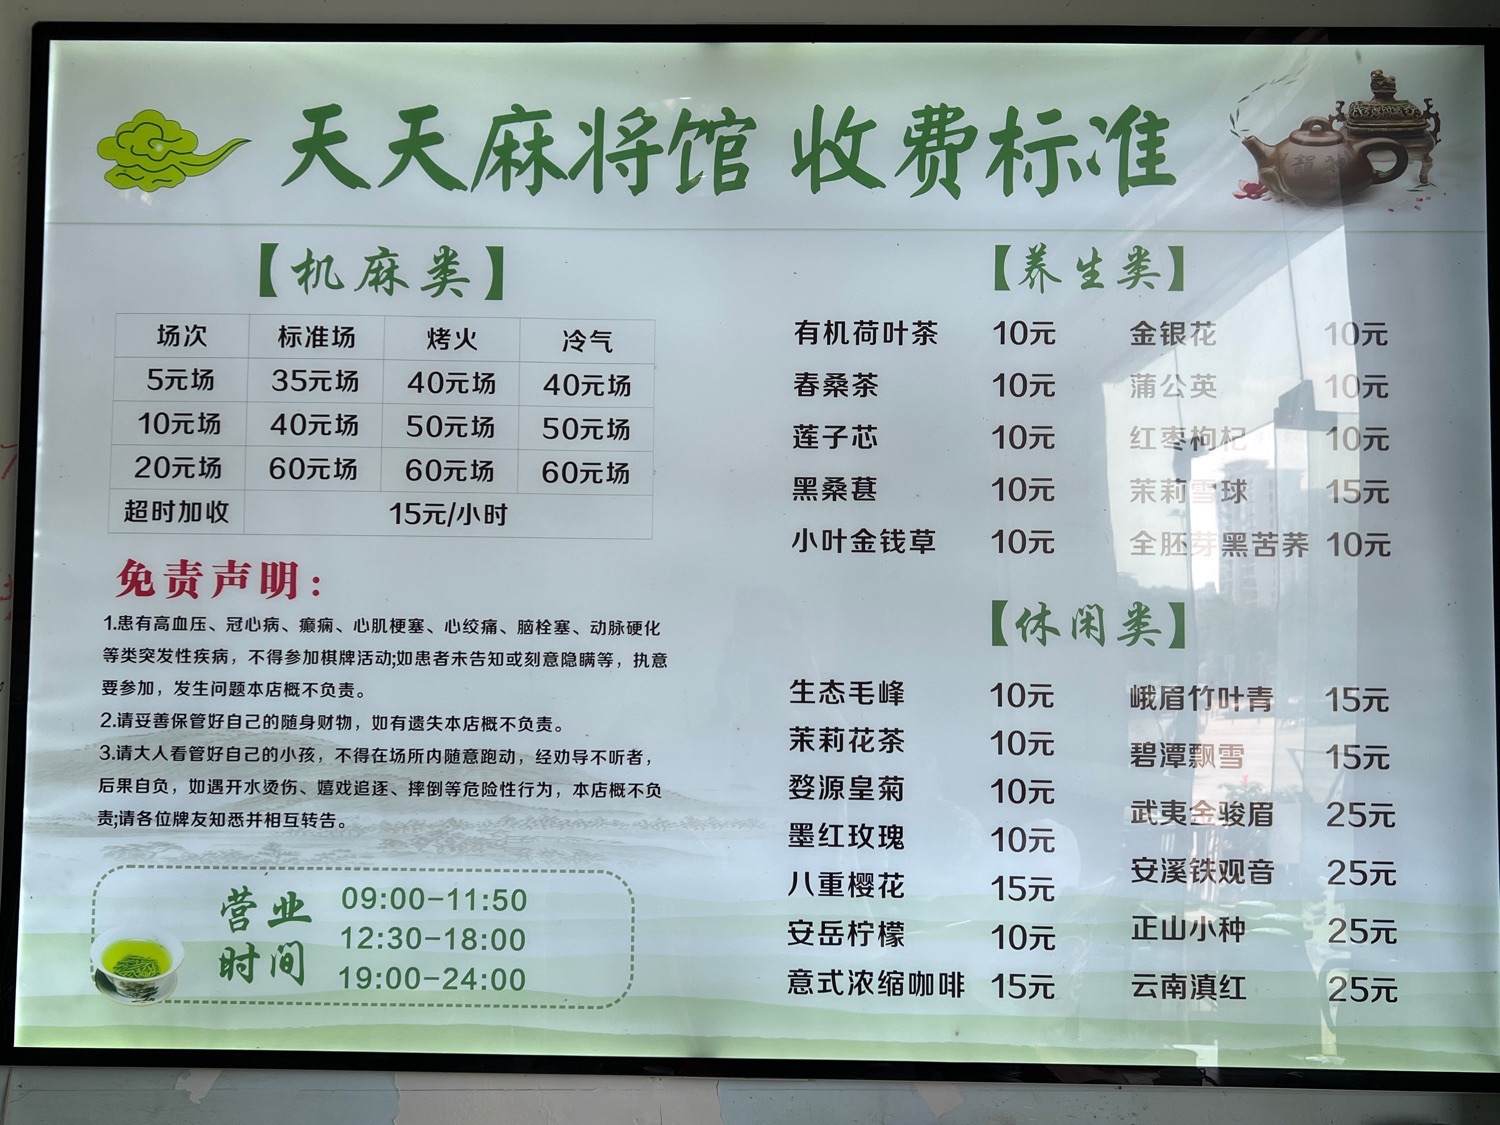 天天麻将馆 收费标准
【机麻类】
场次 标准场 烤火 冷气
5元场 35元场 40元场 40元场
10元场 40元场 50元场 50元场
20元场 60元场 60元场 60元场
超时加收 15元/小时
免责声明：
1.患有高血压、冠心病、癫痫、心肌梗塞、心绞痛、脑栓塞、动脉硬化
等类突发性疾病，不得参加棋牌活动;如患者未告知或刻意隐瞒等，执意
要参加，发生问题本店概不负责。
2.请妥善保管好自己的随身财物，如有遗失本店概不负责。
3.请大人看管好自己的小孩，不得在场所内随意跑动，经劝导不听者，
后果自负，如遇开水烫伤、嬉戏追逐、摔倒等危险性行为，本店概不负
责;请各位牌友知悉并相互转告。
营业
时间
09:00-11:50
12:30-18:00
19:00-24:00
【养生类】
有机荷叶茶 10元 金银花 10元
春桑茶 10元 蒲公英 10元
莲子芯 10元 红枣枸杞 10元
黑桑葚 10元 茉莉雪球 15元
小叶金钱草 10元 全胚芽黑苦荞 10元
【休闲类】
生态毛峰 10元 峨眉竹叶青 15元
茉莉花茶 10元 碧潭飘雪 15元
婺源皇菊 10元 武夷金骏眉 25元
墨红玫瑰 10元 安溪铁观音 25元
八重樱花 15元 正山小种 25元
安岳柠檬 10元 云南滇红 25元
意式浓缩咖啡 15元